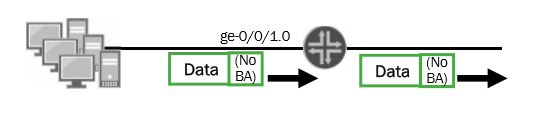 ge-0/0/1.0
Data
(No
BA)
Data
(No
BA)